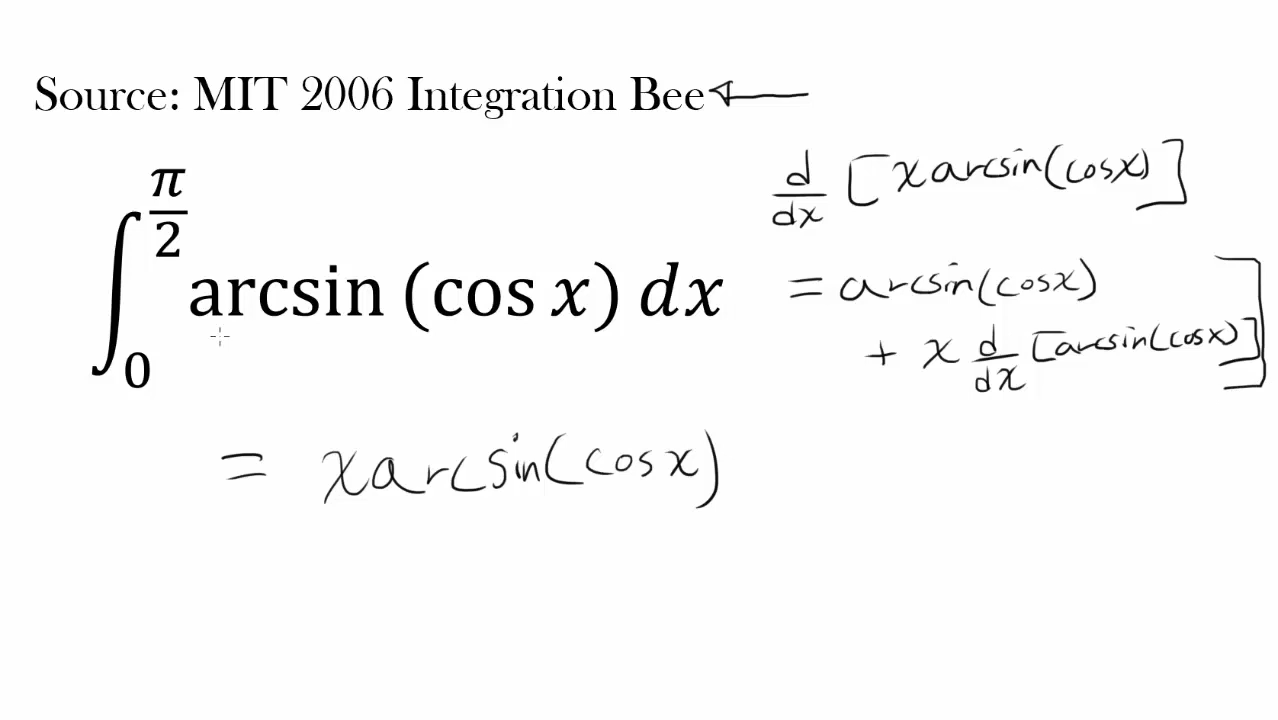 Source: MIT 2006 Integration Bee
d/dx [x arcsin(cos x)]
∫₀^(π/2) arcsin (cos x) dx
= arcsin(cos x)
+ x d/dx [arcsin(cos x)]
= x arcsin(cos x)